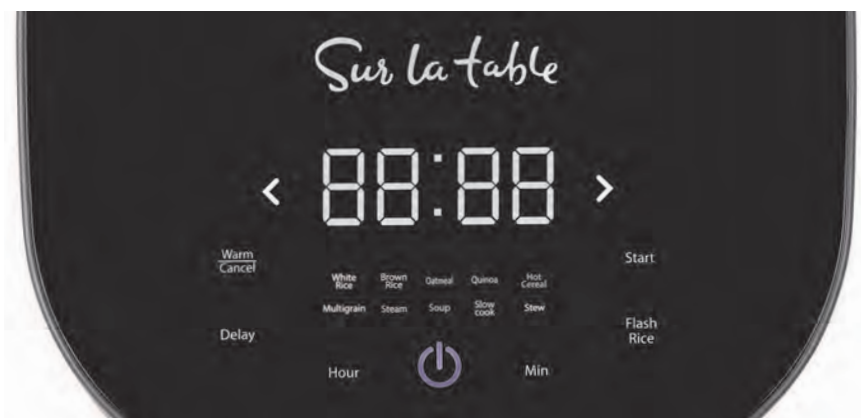 Sur la table
< 88:88 >
Warm
Cancel
Start
White
Rice
Brown
Rice
Oatmeal
Quinoa
Hot
Cereal
Multigrain
Steam
Soup
Slow
cook
Stew
Delay
Flash
Rice
Hour
Min